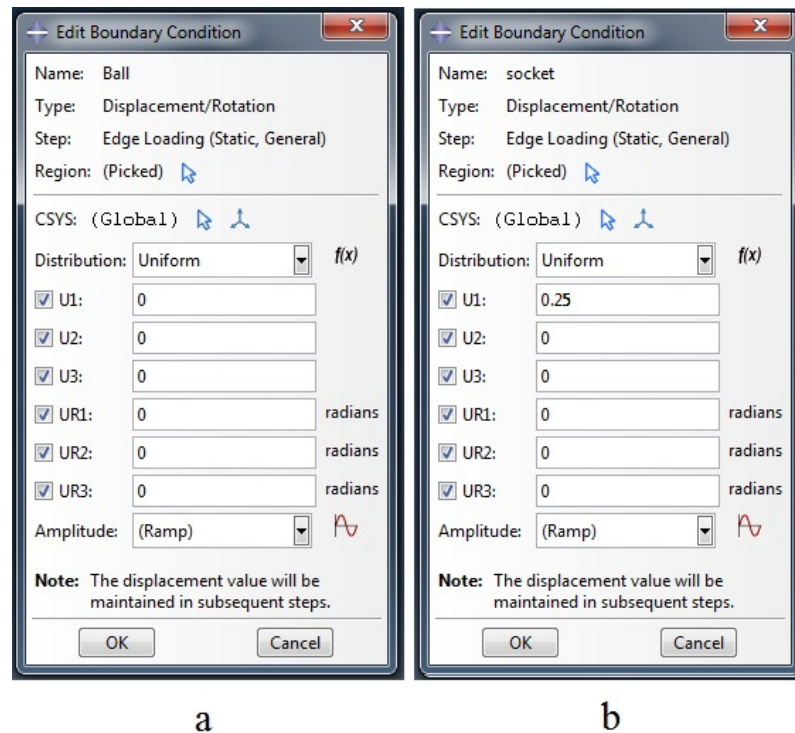 Edit Boundary Condition
Name: Ball
Type: Displacement/Rotation
Step: Edge Loading (Static, General)
Region: (Picked)
CSYS: (Global)
Distribution: Uniform f(x)
U1: 0
U2: 0
U3: 0
UR1: 0 radians
UR2: 0 radians
UR3: 0 radians
Amplitude: (Ramp)
Note: The displacement value will be
maintained in subsequent steps.
OK Cancel
a
Edit Boundary Condition
Name: socket
Type: Displacement/Rotation
Step: Edge Loading (Static, General)
Region: (Picked)
CSYS: (Global)
Distribution: Uniform f(x)
U1: 0.25
U2: 0
U3: 0
UR1: 0 radians
UR2: 0 radians
UR3: 0 radians
Amplitude: (Ramp)
Note: The displacement value will be
maintained in subsequent steps.
OK Cancel
b